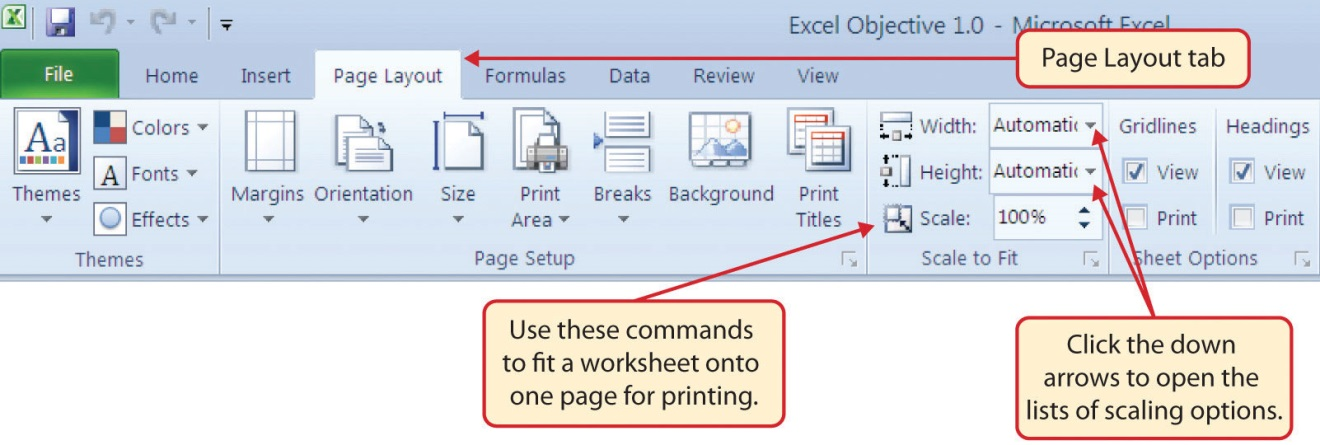 Excel Objective 1.0 - Microsoft Excel
Page Layout tab
File Home Insert Page Layout Formulas Data Review View
Aa Colors Width: Automatic Gridlines Headings
A Fonts Height: Automatic View View
Themes Margins Orientation Size Print Breaks Background Print
Area Titles
Effects Scale: 100% Print Print
Themes Page Setup Scale to Fit Sheet Options
Use these commands
to fit a worksheet onto
one page for printing.
Click the down
arrows to open the
lists of scaling options.